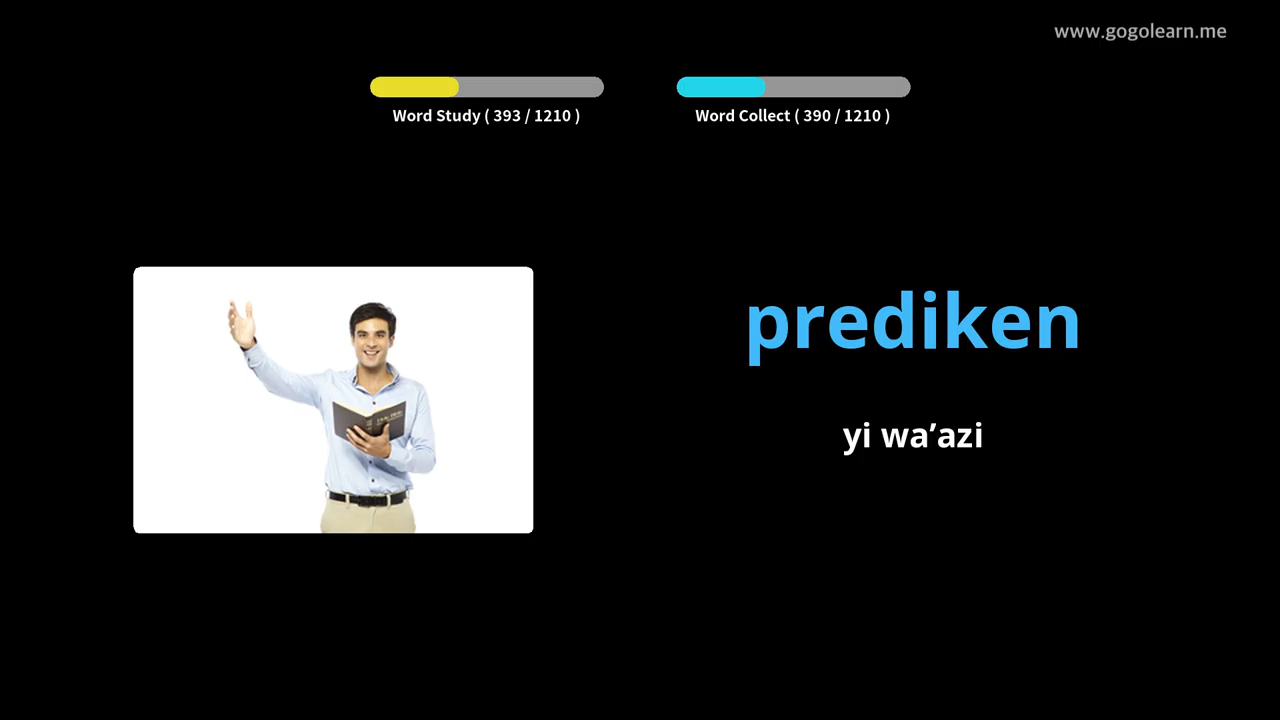 www.gogolearn.me
Word Study ( 393 / 1210 )
Word Collect ( 390 / 1210 )
prediken
yi wa’azi